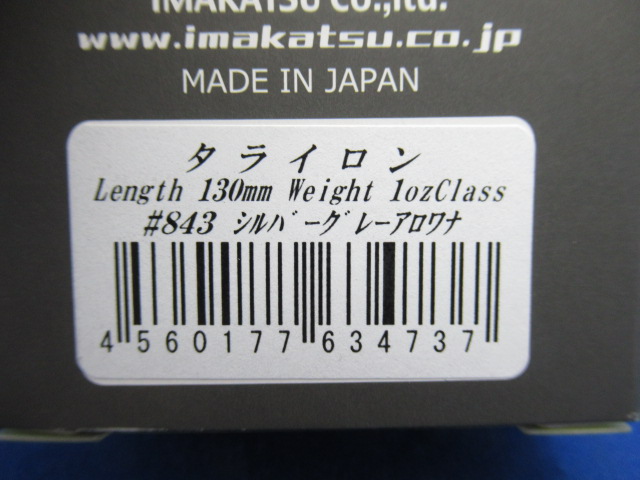 IMAKATSU CO.,ltd.
www.imakatsu.co.jp
MADE IN JAPAN
タライロン
Length 130mm Weight 1ozClass
#843 ｼﾙﾊﾞｰｸﾞﾚｰｱﾛﾜﾅ
4 560177 634737